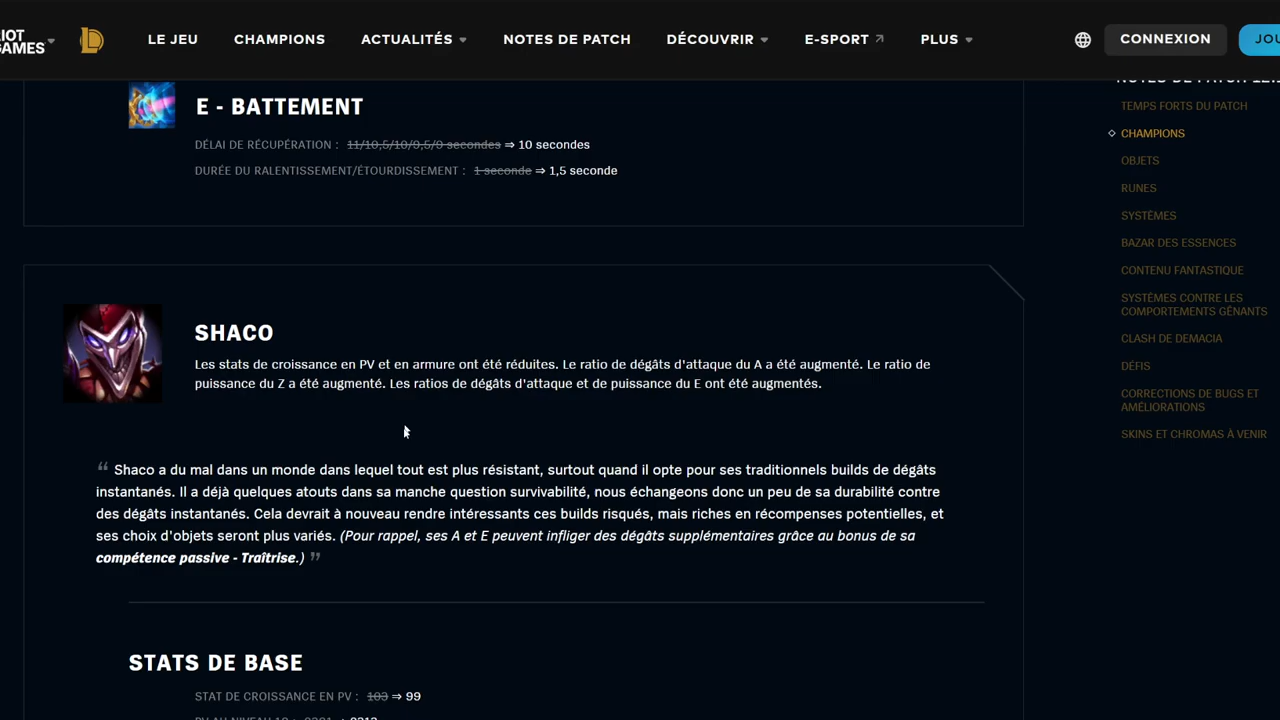 RIOT GAMES
LE JEU
CHAMPIONS
ACTUALITÉS
NOTES DE PATCH
DÉCOUVRIR
E-SPORT
PLUS
CONNEXION
E - BATTEMENT
DÉLAI DE RÉCUPÉRATION : 11/10,5/10/9,5/9 secondes ⇒ 10 secondes
DURÉE DU RALENTISSEMENT/ÉTOURDISSEMENT : 1 seconde ⇒ 1,5 seconde
SHACO
Les stats de croissance en PV et en armure ont été réduites. Le ratio de dégâts d'attaque du A a été augmenté. Le ratio de
puissance du Z a été augmenté. Les ratios de dégâts d'attaque et de puissance du E ont été augmentés.
“ Shaco a du mal dans un monde dans lequel tout est plus résistant, surtout quand il opte pour ses traditionnels builds de dégâts
instantanés. Il a déjà quelques atouts dans sa manche question survivabilité, nous échangeons donc un peu de sa durabilité contre
des dégâts instantanés. Cela devrait à nouveau rendre intéressants ces builds risqués, mais riches en récompenses potentielles, et
ses choix d'objets seront plus variés. (Pour rappel, ses A et E peuvent infliger des dégâts supplémentaires grâce au bonus de sa
compétence passive - Traîtrise.) ”
STATS DE BASE
STAT DE CROISSANCE EN PV : 103 ⇒ 99
NOTES DE PATCH
TEMPS FORTS DU PATCH
CHAMPIONS
OBJETS
RUNES
SYSTÈMES
BAZAR DES ESSENCES
CONTENU FANTASTIQUE
SYSTÈMES CONTRE LES
COMPORTEMENTS GÊNANTS
CLASH DE DEMACIA
DÉFIS
CORRECTIONS DE BUGS ET
AMÉLIORATIONS
SKINS ET CHROMAS À VENIR